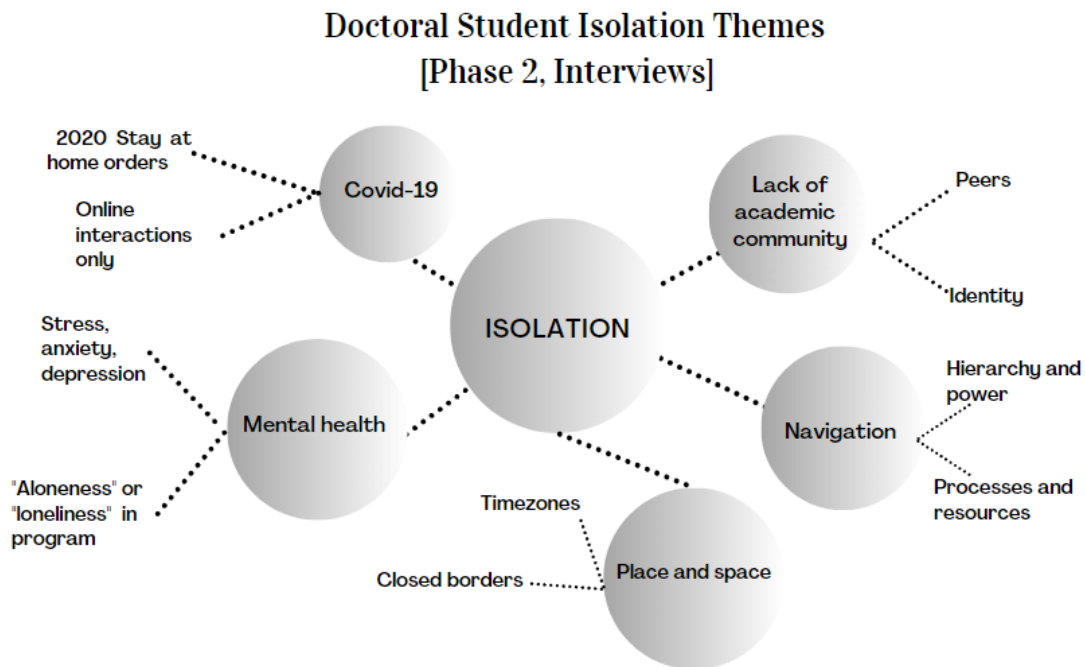 Doctoral Student Isolation Themes
[Phase 2, Interviews]
2020 Stay at
home orders
Online
interactions
only
Covid-19
Lack of
academic
community
Peers
Identity
ISOLATION
Stress,
anxiety,
depression
Mental health
"Aloneness" or
"loneliness" in
program
Hierarchy and
power
Navigation
Processes and
resources
Timezones
Closed borders
Place and space